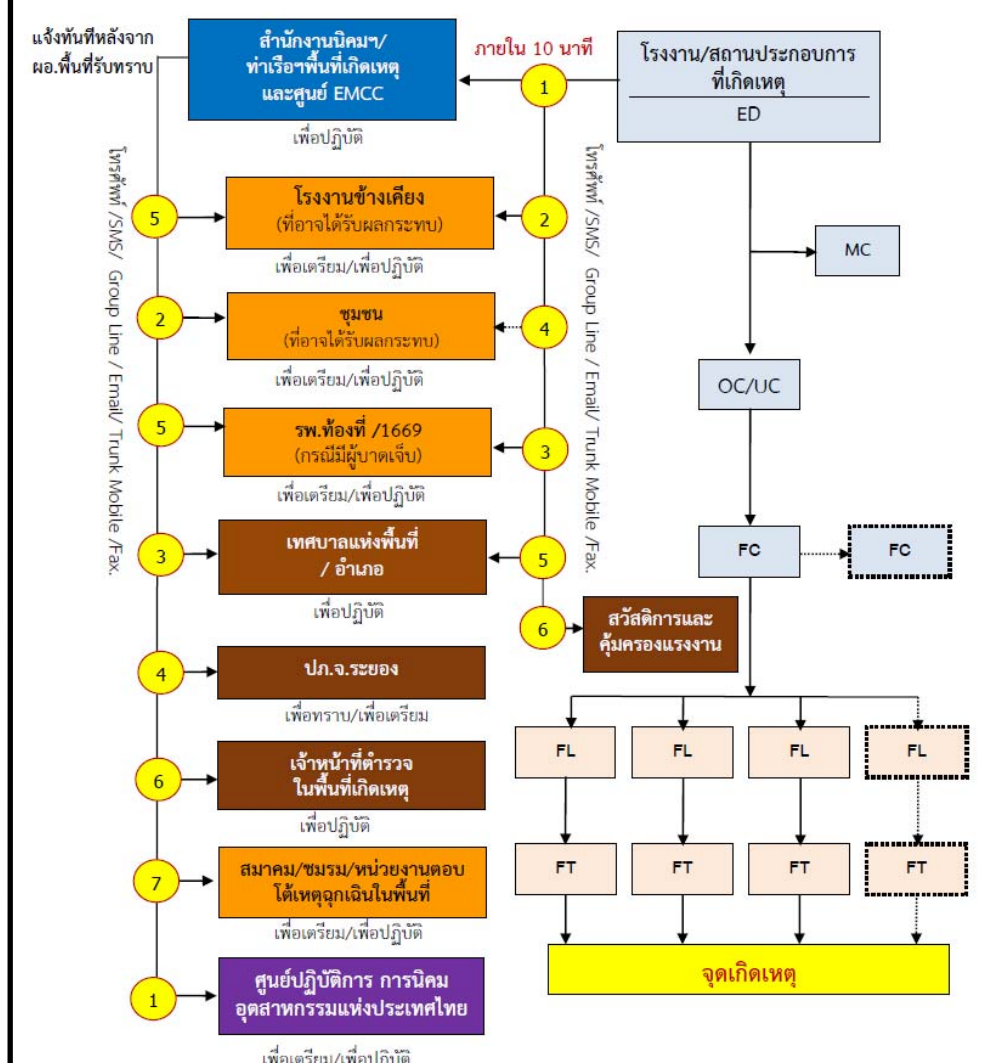 แจ้งทันทีหลังจาก
ผอ.พื้นที่รับทราบ
สำนักงานนิคมฯ/
ท่าเรือฯพื้นที่เกิดเหตุ
และศูนย์ EMCC
เพื่อปฏิบัติ
ภายใน 10 นาที
1
โรงงาน/สถานประกอบการ
ที่เกิดเหตุ
ED
โทรศัพท์ /SMS/ Group Line / Email/ Trunk Mobile /Fax.
5
โรงงานข้างเคียง
(ที่อาจได้รับผลกระทบ)
เพื่อเตรียม/เพื่อปฏิบัติ
2
โทรศัพท์ /SMS/ Group Line / Email/ Trunk Mobile /Fax.
MC
2
ชุมชน
(ที่อาจได้รับผลกระทบ)
เพื่อเตรียม/เพื่อปฏิบัติ
4
OC/UC
5
รพ.ท้องที่ /1669
(กรณีมีผู้บาดเจ็บ)
เพื่อเตรียม/เพื่อปฏิบัติ
3
3
เทศบาลแห่งพื้นที่
/ อำเภอ
เพื่อปฏิบัติ
5
FC
FC
6
สวัสดิการและ
คุ้มครองแรงงาน
4
ปภ.จ.ระยอง
เพื่อทราบ/เพื่อเตรียม
FL
FL
FL
FL
6
เจ้าหน้าที่ตำรวจ
ในพื้นที่เกิดเหตุ
เพื่อปฏิบัติ
7
สมาคม/ชมรม/หน่วยงานตอบ
โต้เหตุฉุกเฉินในพื้นที่
เพื่อเตรียม/เพื่อปฏิบัติ
FT
FT
FT
FT
จุดเกิดเหตุ
1
ศูนย์ปฏิบัติการ การนิคม
อุตสาหกรรมแห่งประเทศไทย
เพื่อเตรียม/เพื่อปฏิบัติ